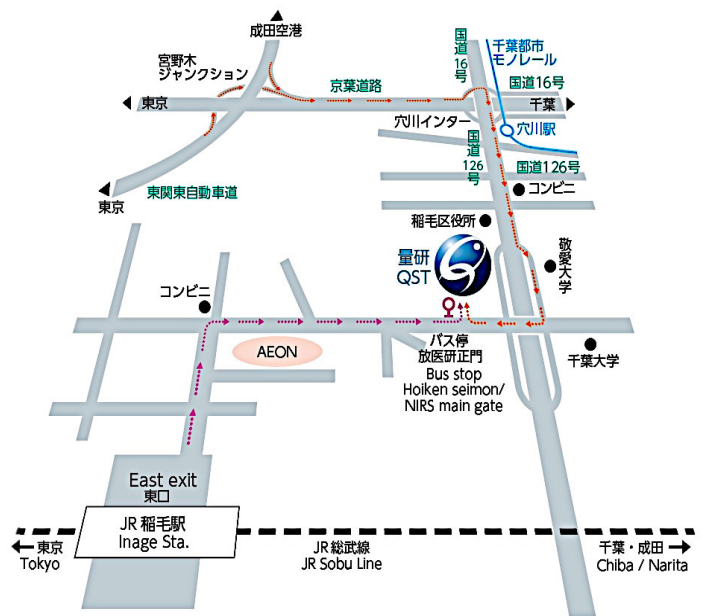 成田空港
宮野木
ジャンクション
東京
京葉道路
国道16号
千葉都市
モノレール
国道16号
千葉
穴川インター
穴川駅
国道126号
国道126号
東関東自動車道
東京
コンビニ
稲毛区役所
量研
QST
敬愛大学
コンビニ
AEON
バス停
放医研正門
Bus stop
Hoiken seimon/
NIRS main gate
千葉大学
East exit
東口
JR 稲毛駅
Inage Sta.
東京
Tokyo
JR 総武線
JR Sobu Line
千葉・成田
Chiba / Narita